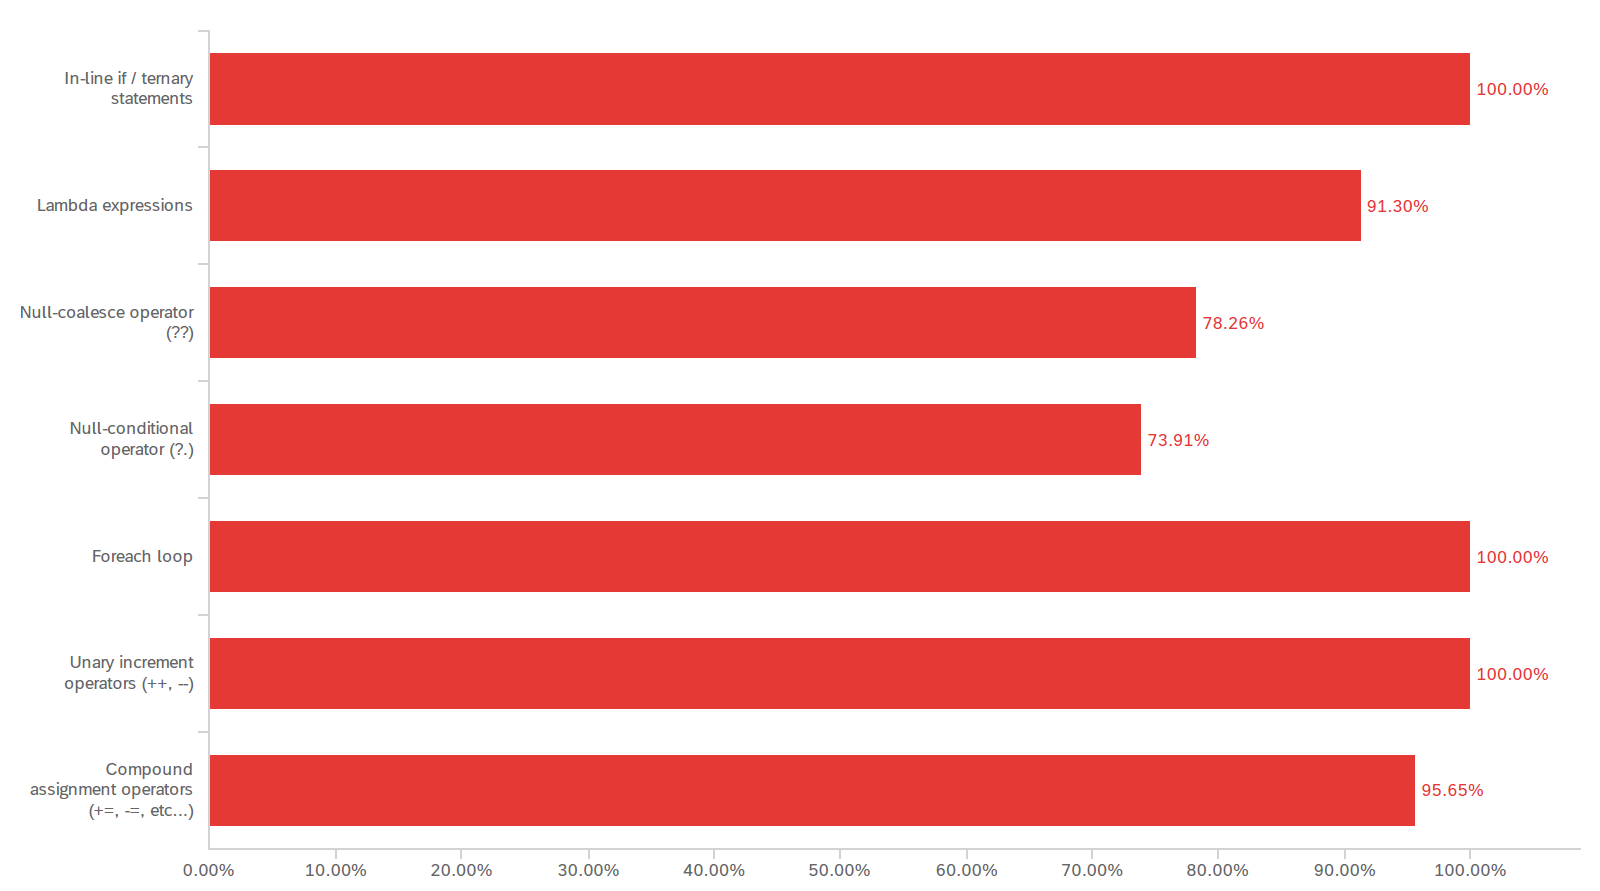 In-line if / ternary
statements
100.00%
Lambda expressions
91.30%
Null-coalesce operator
(??)
78.26%
Null-conditional
operator (?.)
73.91%
Foreach loop
100.00%
Unary increment
operators (++, --)
100.00%
Compound
assignment operators
(+=, -=, etc...)
95.65%
0.00% 10.00% 20.00% 30.00% 40.00% 50.00% 60.00% 70.00% 80.00% 90.00% 100.00%